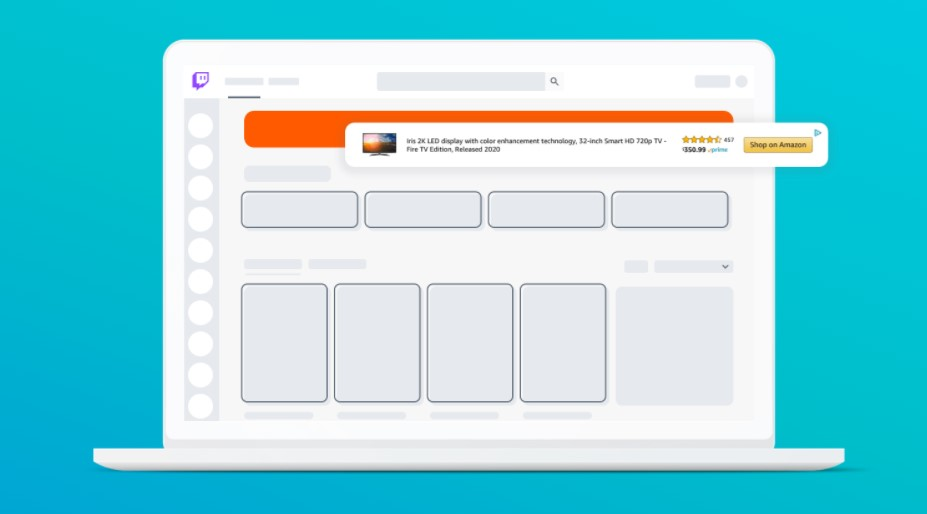 Iris 2K LED display with color enhancement technology, 32-inch Smart HD 720p TV -
Fire TV Edition, Released 2020
457
$350.99 prime
Shop on Amazon